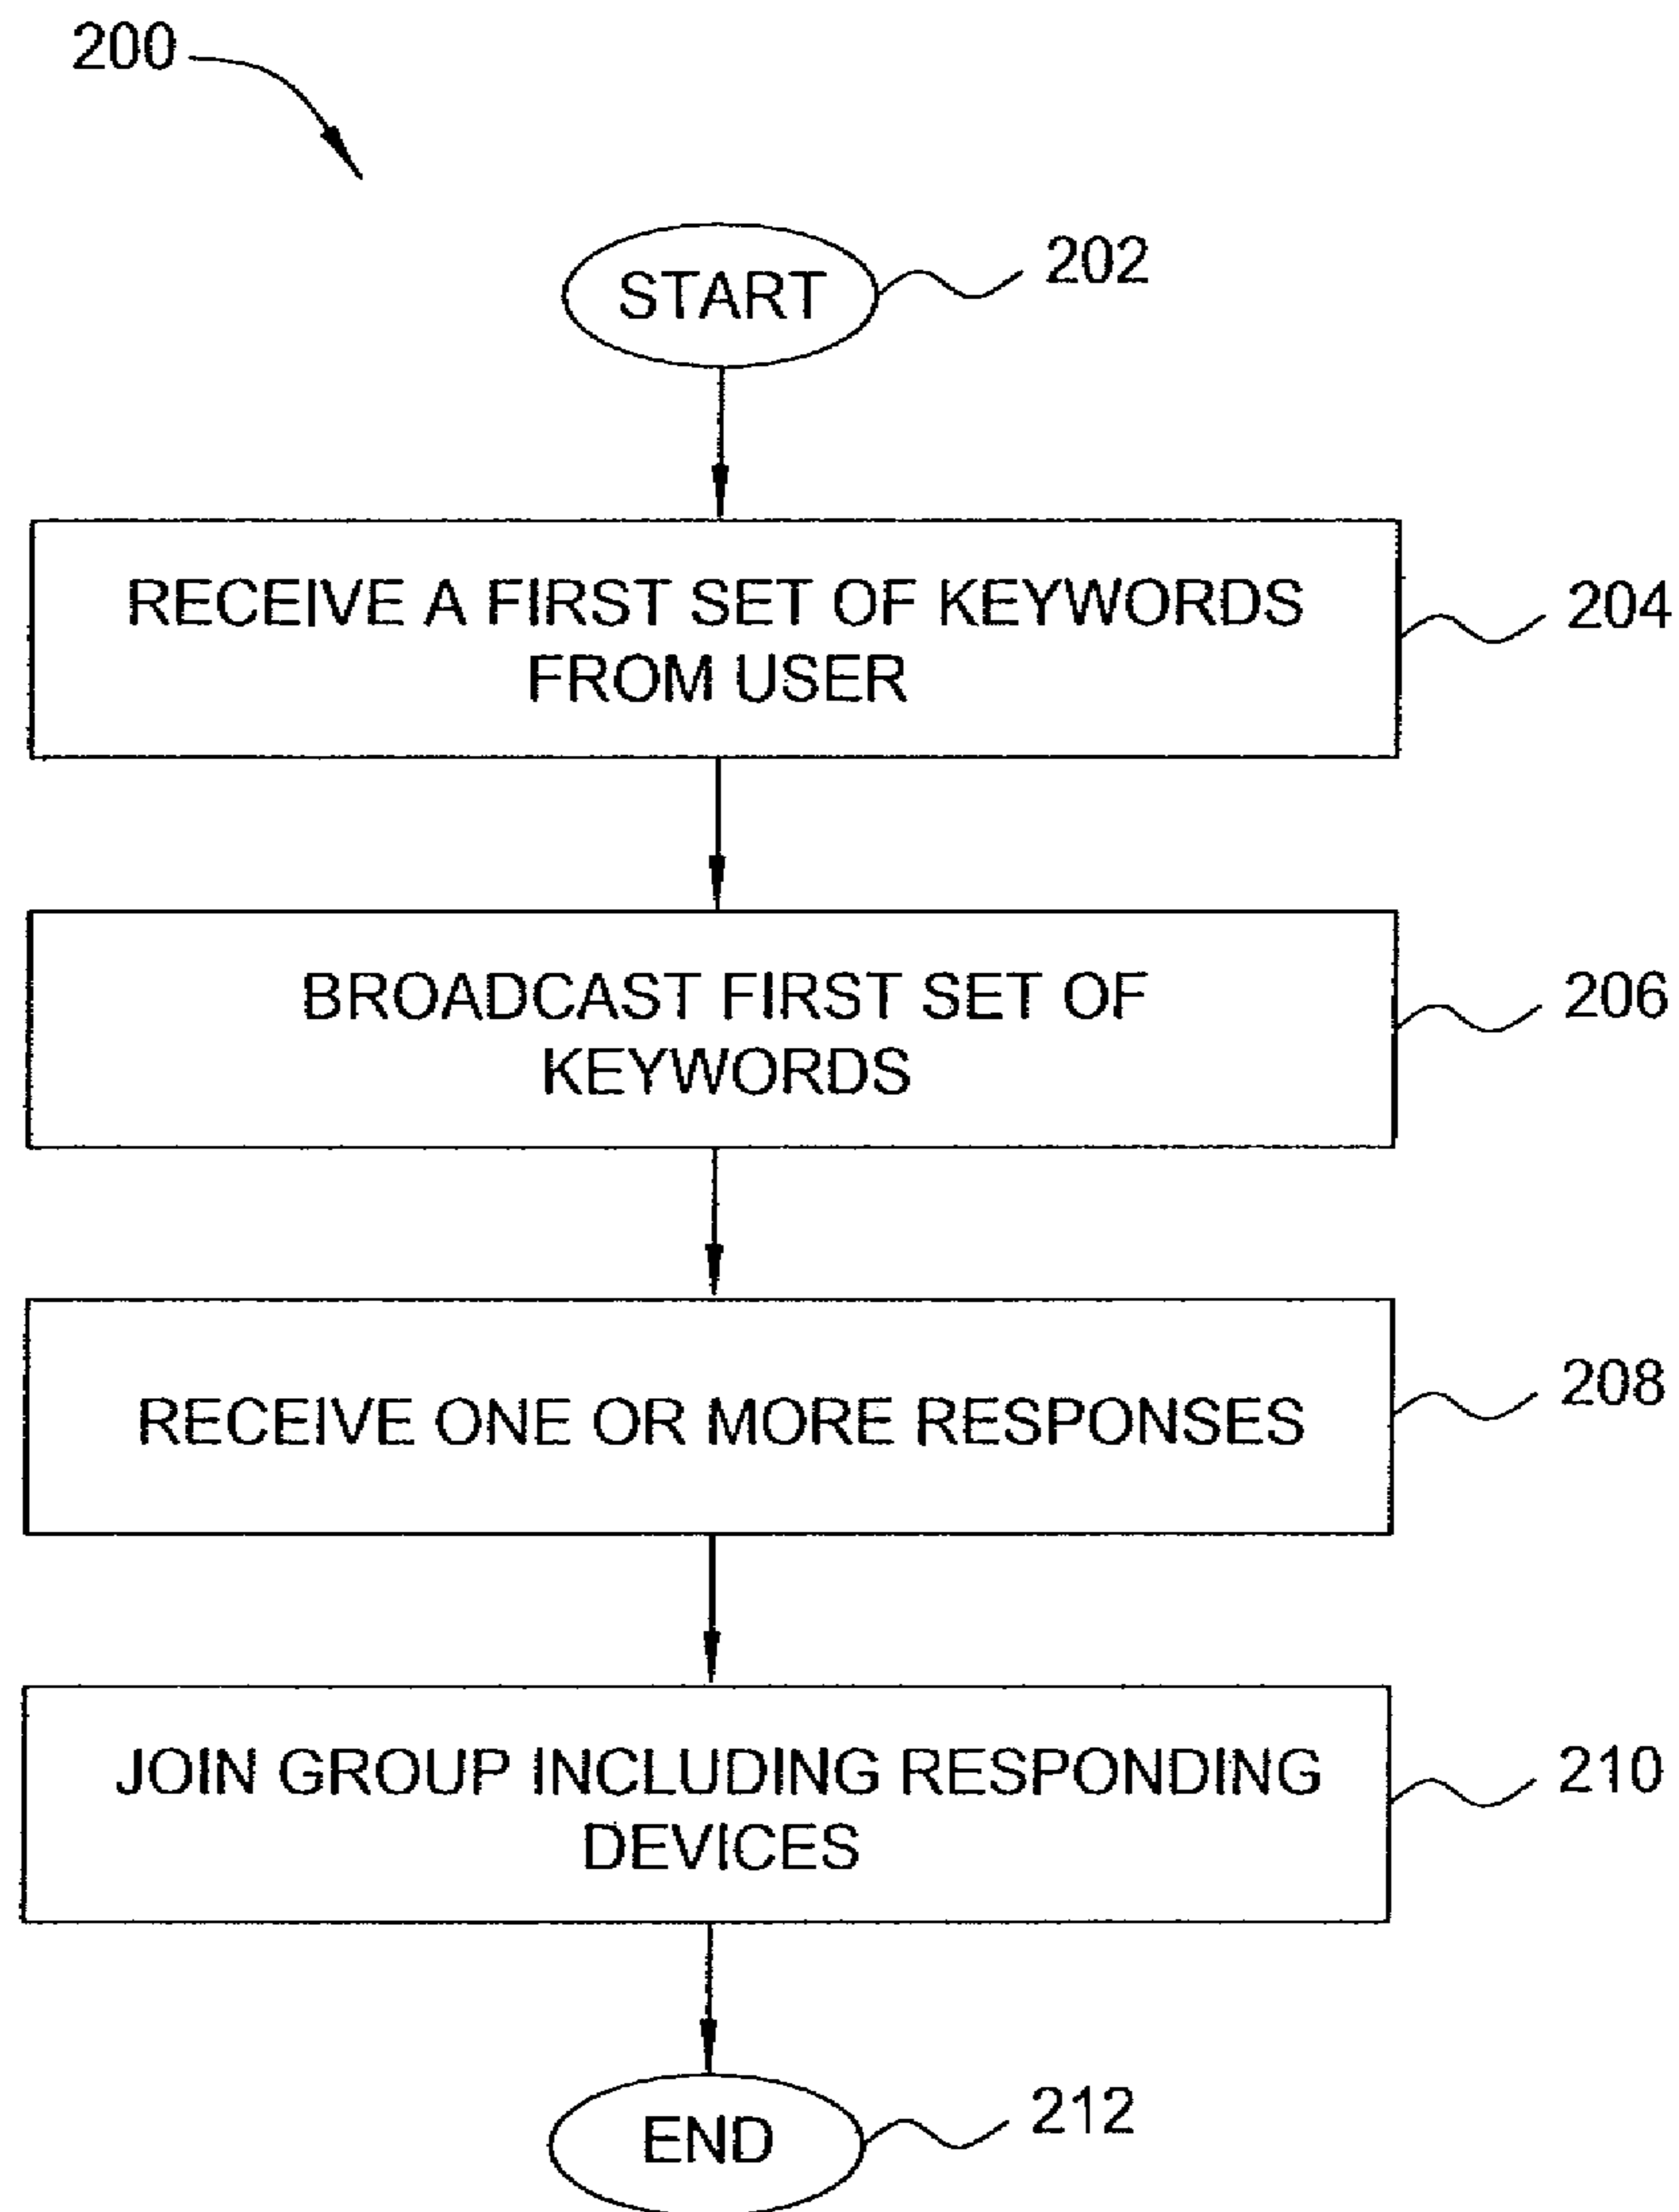 200
START
202
RECEIVE A FIRST SET OF KEYWORDS
FROM USER
204
BROADCAST FIRST SET OF
KEYWORDS
206
RECEIVE ONE OR MORE RESPONSES
208
JOIN GROUP INCLUDING RESPONDING
DEVICES
210
END
212